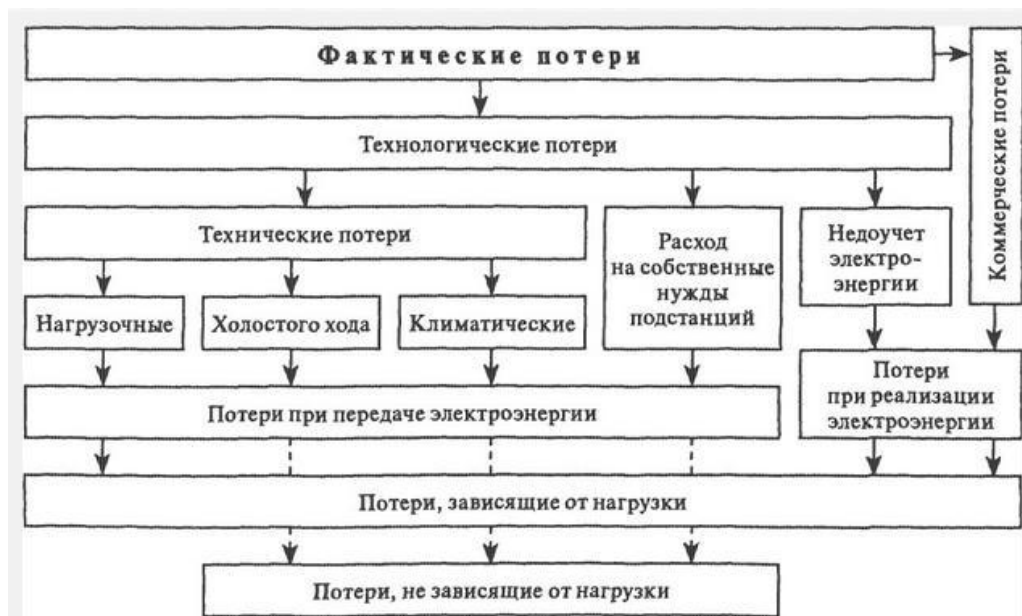 Фактические потери
Коммерческие потери
Технологические потери
Технические потери
Расход
на собственные
нужды
подстанций
Недоучет
электро-
энергии
Нагрузочные
Холостого хода
Климатические
Потери при передаче электроэнергии
Потери
при реализации
электроэнергии
Потери, зависящие от нагрузки
Потери, не зависящие от нагрузки